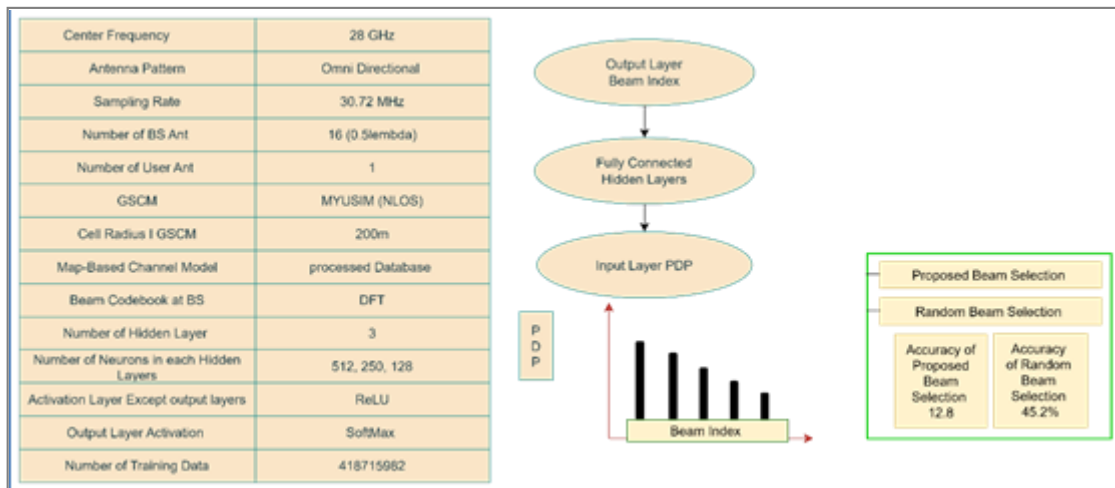 Center Frequency 28 GHz
Antenna Pattern Omni Directional
Sampling Rate 30.72 MHz
Number of BS Ant 16 (0.5lembda)
Number of User Ant 1
GSCM MYUSIM (NLOS)
Cell Radius I GSCM 200m
Map-Based Channel Model processed Database
Beam Codebook at BS DFT
Number of Hidden Layer 3
Number of Neurons in each Hidden
Layers 512, 250, 128
Activation Layer Except output layers ReLU
Output Layer Activation SoftMax
Number of Training Data 418715982
Output Layer
Beam Index
Fully Connected
Hidden Layers
Input Layer PDP
P
D
P
Beam Index
Proposed Beam Selection
Random Beam Selection
Accuracy of
Proposed
Beam
Selection
12.8
Accuracy
of Random
Beam
Selection
45.2%